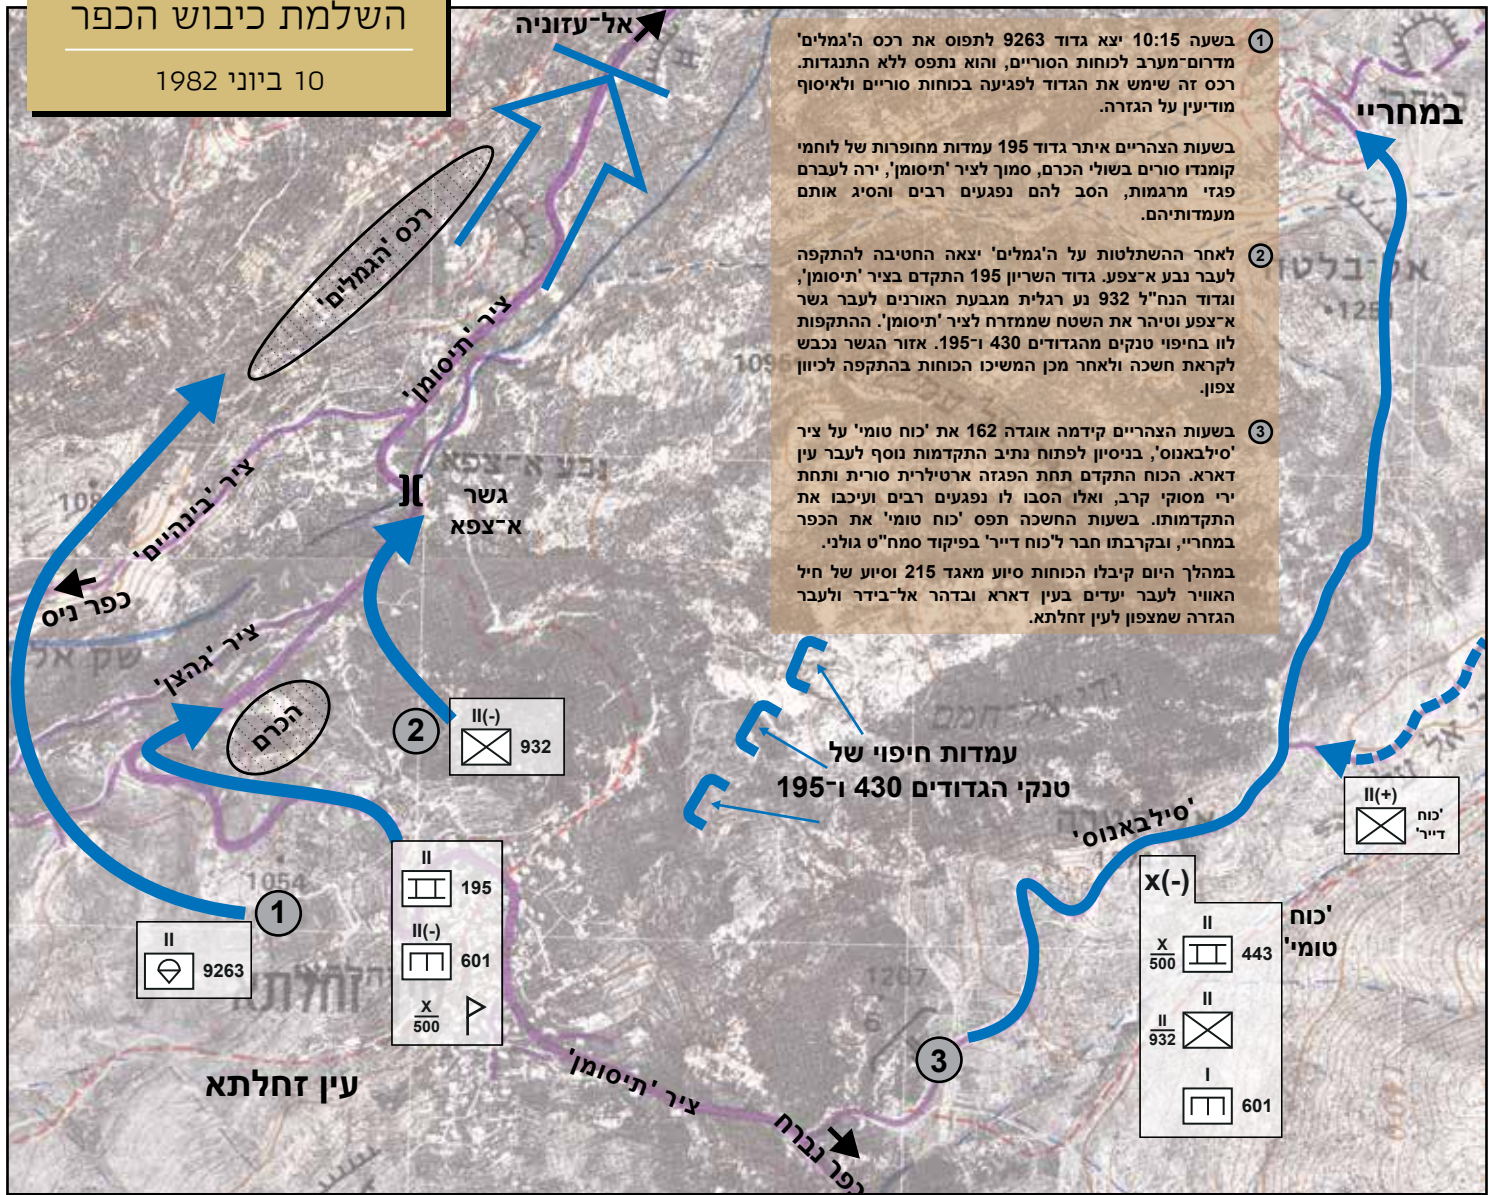 השלמת כיבוש הכפר
10 ביוני 1982
אל־עזוניה
1
בשעה 10:15 יצא גדוד 9263 לתפוס את רכס ה'גמלים'
מדרום־מערב לכוחות הסוריים, והוא נתפס ללא התנגדות.
רכס זה שימש את הגדוד לפגיעה בכוחות סוריים ולאיסוף
מודיעין על הגזרה.
בשעות הצהריים איתר גדוד 195 עמדות מחופרות של לוחמי
קומנדו סורים בשולי הכרם, סמוך לציר 'תיסומן', ירה לעברם
פגזי מרגמות, הסב להם נפגעים רבים והסיג אותם
מעמדותיהם.
2
לאחר ההשתלטות על ה'גמלים' יצאה החטיבה להתקפה
לעבר נבע א־צפע. גדוד השריון 195 התקדם בציר 'תיסומן',
וגדוד הנח"ל 932 נע רגלית מגבעת האורנים לעבר גשר
א־צפע וטיהר את השטח שממזרח לציר 'תיסומן'. ההתקפות
לוו בחיפוי טנקים מהגדודים 430 ו־195. אזור הגשר נכבש
לקראת חשכה ולאחר מכן המשיכו הכוחות בהתקפה לכיוון
צפון.
3
בשעות הצהריים קידמה אוגדה 162 את 'כוח טומי' על ציר
'סילבאנוס', בניסיון לפתוח נתיב התקדמות נוסף לעבר עין
דארא. הכוח התקדם תחת הפגזה ארטילרית סורית ותחת
ירי מסוקי קרב, ואלו הסבו לו נפגעים רבים ועיכבו את
התקדמותו. בשעות החשכה תפס 'כוח טומי' את הכפר
במחריי, ובקרבתו חבר ל'כוח דייר' בפיקוד סמח"ט גולני.
במהלך היום קיבלו הכוחות סיוע מאגד 215 וסיוע של חיל
האוויר לעבר יעדים בעין דארא ובדהר אל־בידר ולעבר
הגזרה שמצפון לעין זחלתא.
במחריי
1251
רכס 'הגמלים'
ציר 'תיסומן'
1095
נבע א-צפא
גשר
א־צפא
ציר 'בינהיים'
כפר ניס
שק אל
ציר 'גהצן'
הכרם
2
II(-)
932
עמדות חיפוי של
טנקי הגדודים 430 ו־195
'סילבאנוס'
II(+)
'כוח
דייר'
II
195
II(-)
601
X
500
1054
1
II
9263
עין זחלתא
ציר 'תיסומן'
כפר נברח
3
x(-)
'כוח
טומי'
II
X
500
443
II
II
932
I
601